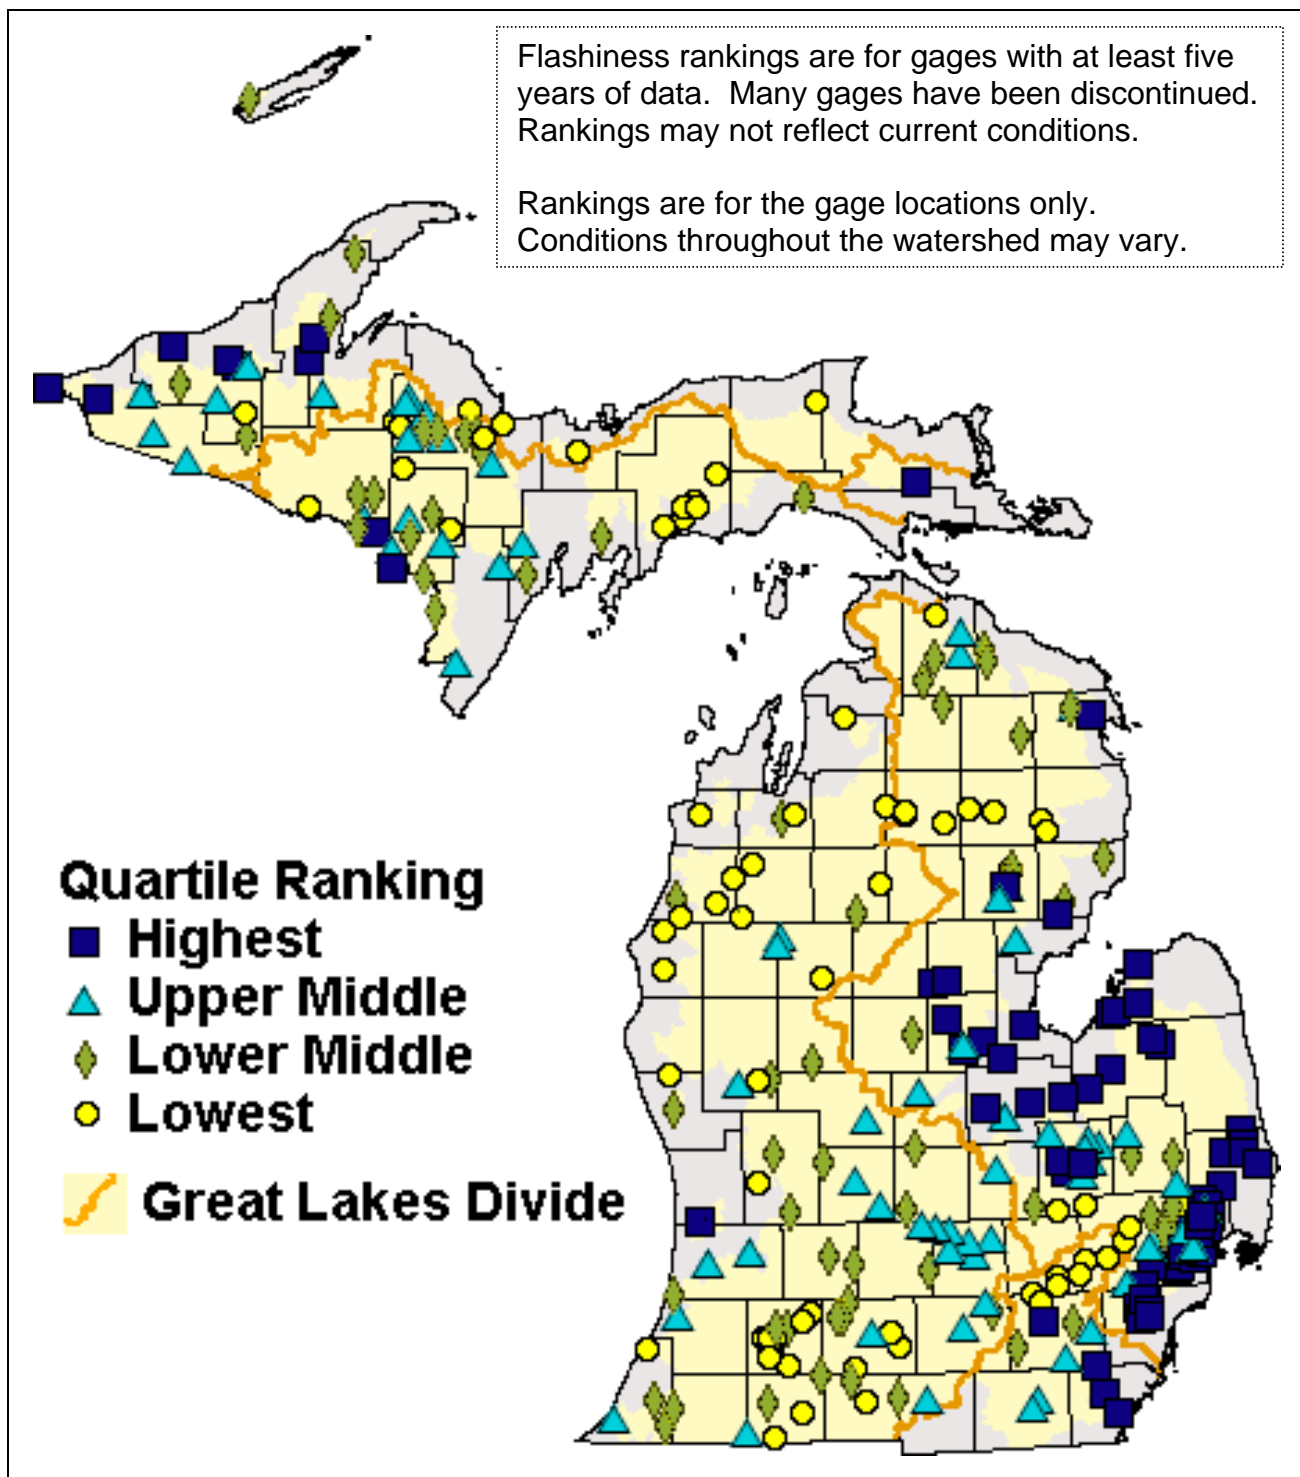 Flashiness rankings are for gages with at least five
years of data.  Many gages have been discontinued.
Rankings may not reflect current conditions.
Rankings are for the gage locations only.
Conditions throughout the watershed may vary.
Quartile Ranking
Highest
Upper Middle
Lower Middle
Lowest
Great Lakes Divide